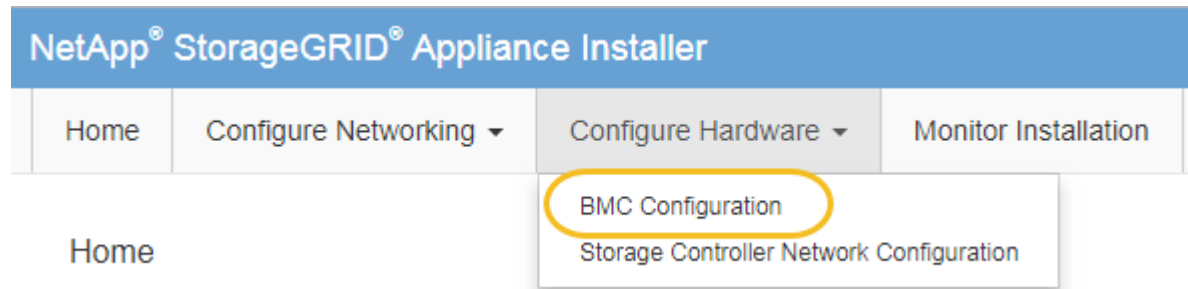 NetApp® StorageGRID® Appliance Installer
Home Configure Networking Configure Hardware Monitor Installation
BMC Configuration
Storage Controller Network Configuration
Home